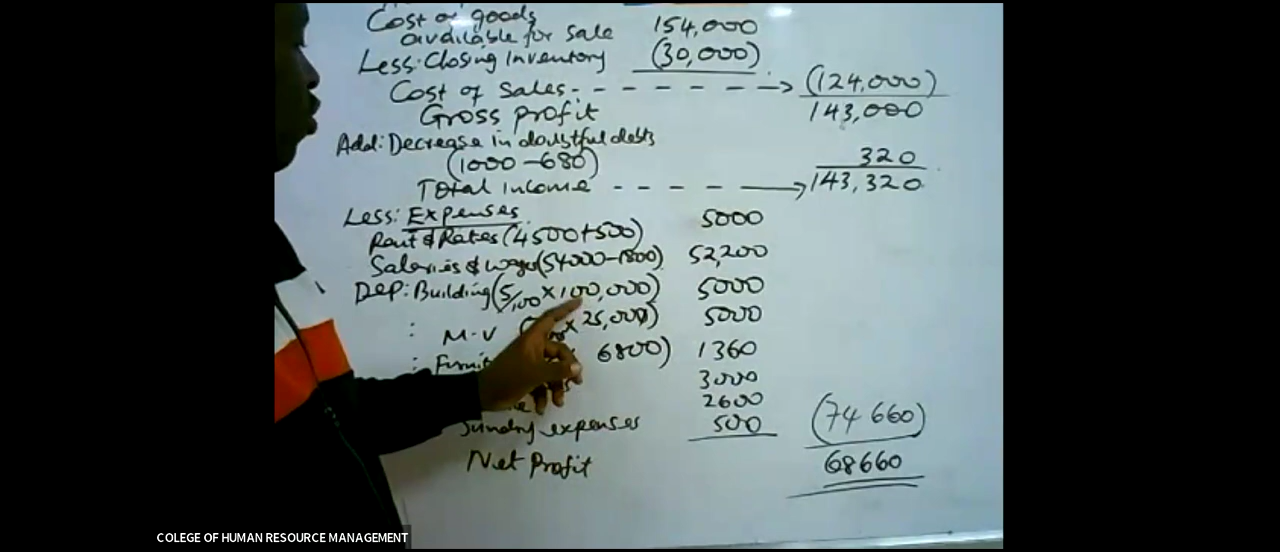 Cost of goods
available for sale 154,000
Less: Closing Inventory (30,000)
Cost of Sales - - - - - - -> (124,000)
Gross profit 143,000
Add: Decrease in doubtful debts
(1000 - 680) 320
Total income - - - - -> 143,320
Less: Expenses
Rent & Rates (4500+500) 5000
Salaries & wages (54000-1800) 52,200
Dep: Building (5/100 × 100,000) 5000
: M.V × 25,000) 5000
: Furnit 6800) 1360
3000
2600
Sundry expenses 500 (74 660)
Net Profit 68660
COLEGE OF HUMAN RESOURCE MANAGEMENT